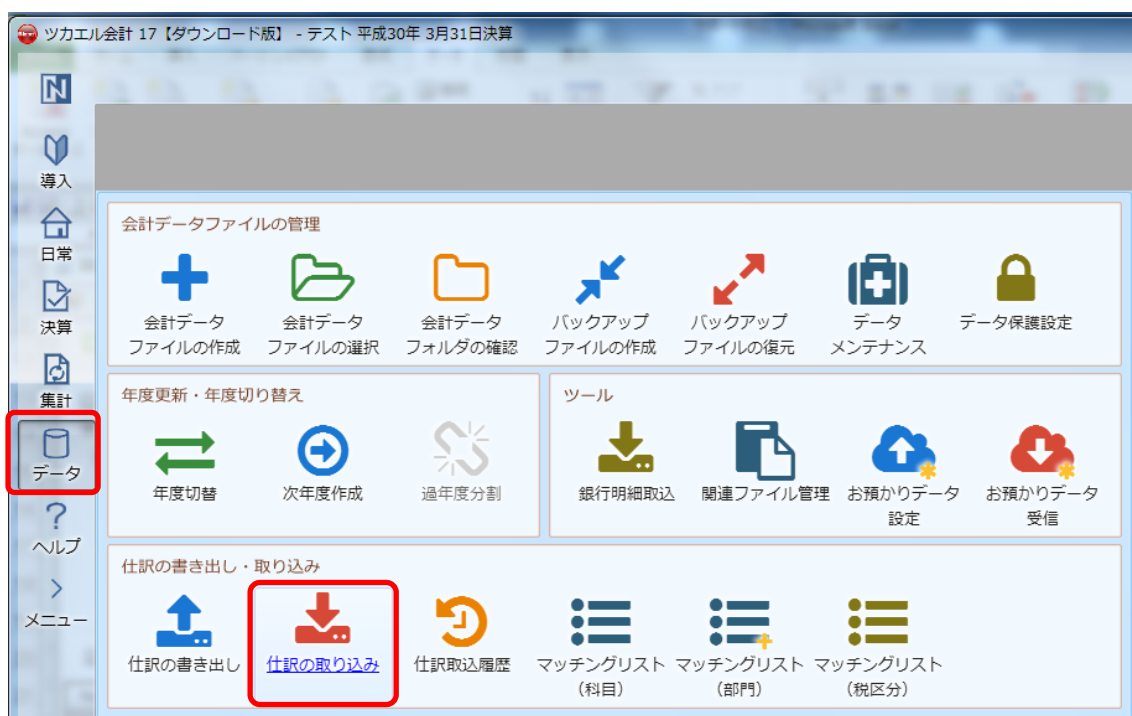 ツカエル会計 17【ダウンロード版】 - テスト 平成30年 3月31日決算
N
導入
日常
決算
集計
データ
ヘルプ
メニュー
会計データファイルの管理
会計データ
ファイルの作成
会計データ
ファイルの選択
会計データ
フォルダの確認
バックアップ
ファイルの作成
バックアップ
ファイルの復元
データ
メンテナンス
データ保護設定
年度更新・年度切り替え
年度切替
次年度作成
過年度分割
ツール
銀行明細取込
関連ファイル管理
お預かりデータ
設定
お預かりデータ
受信
仕訳の書き出し・取り込み
仕訳の書き出し
仕訳の取り込み
仕訳取込履歴
マッチングリスト
(科目)
マッチングリスト
(部門)
マッチングリスト
(税区分)